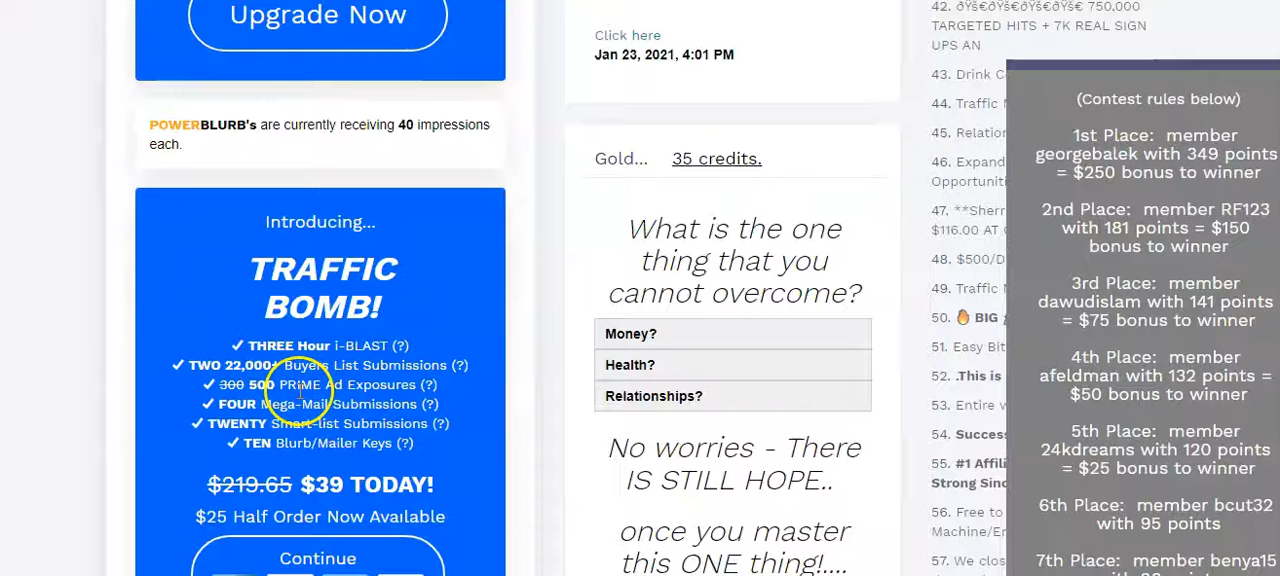 Upgrade Now
POWERBLURB's are currently receiving 40 impressions
each.
Introducing...
TRAFFIC
BOMB!
✔ THREE Hour i-BLAST (?)
✔ TWO 22,000+ Buyers List Submissions (?)
✔ 300 500 PRIME Ad Exposures (?)
✔ FOUR Mega-Mail Submissions (?)
✔ TWENTY Smart-list Submissions (?)
✔ TEN Blurb/Mailer Keys (?)
$219.65 $39 TODAY!
$25 Half Order Now Available
Continue
Click here
Jan 23, 2021, 4:01 PM
Gold... 35 credits.
What is the one
thing that you
cannot overcome?
Money?
Health?
Relationships?
No worries - There
IS STILL HOPE..
once you master
this ONE thing!....
42. ðŸš€ðŸš€ðŸš€ 750,000
TARGETED HITS + 7K REAL SIGN
UPS AN
43. Drink
44. Traffic
45. Relation
46. Expand
Opportuniti
47. **Sherr
$116.00 AT
48. $500/D
49. Traffic
50. 🔥 BIG
51. Easy Bit
52. .This is
53. Entire
54. Success
55. #1 Affili
Strong Sinc
56. Free to
Machine/Er
57. We clos
(Contest rules below)
1st Place: member
georgebalek with 349 points
= $250 bonus to winner
2nd Place: member RF123
with 181 points = $150
bonus to winner
3rd Place: member
dawudislam with 141 points
= $75 bonus to winner
4th Place: member
afeldman with 132 points =
$50 bonus to winner
5th Place: member
24kdreams with 120 points
= $25 bonus to winner
6th Place: member bcut32
with 95 points
7th Place: member benya15